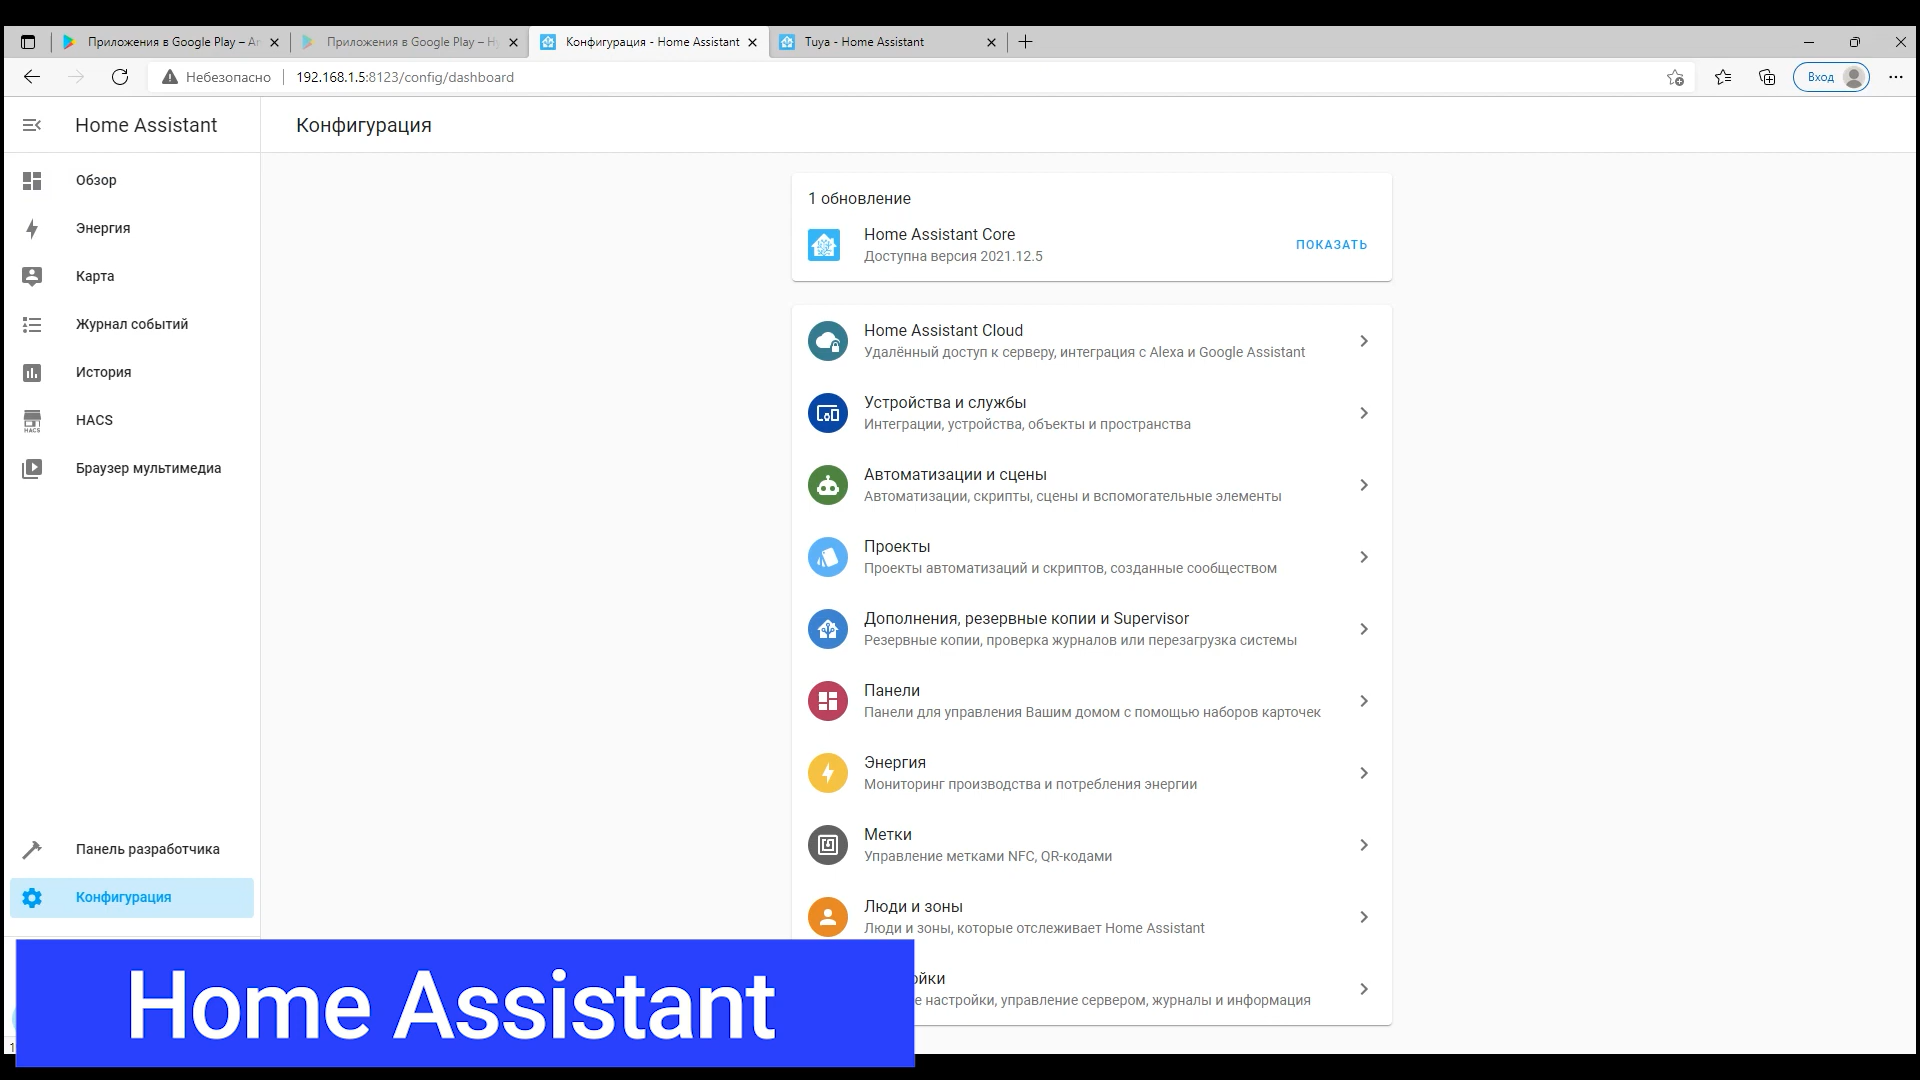 Приложения в Google Play – Ar
Приложения в Google Play – Hy
Конфигурация - Home Assistant
Tuya - Home Assistant
Небезопасно
192.168.1.5:8123/config/dashboard
Вход
Home Assistant
Конфигурация
Обзор
Энергия
Карта
Журнал событий
История
HACS
Браузер мультимедиа
Панель разработчика
Конфигурация
1 обновление
Home Assistant Core
Доступна версия 2021.12.5
ПОКАЗАТЬ
Home Assistant Cloud
Удалённый доступ к серверу, интеграция с Alexa и Google Assistant
Устройства и службы
Интеграции, устройства, объекты и пространства
Автоматизации и сцены
Автоматизации, скрипты, сцены и вспомогательные элементы
Проекты
Проекты автоматизаций и скриптов, созданные сообществом
Дополнения, резервные копии и Supervisor
Резервные копии, проверка журналов или перезагрузка системы
Панели
Панели для управления Вашим домом с помощью наборов карточек
Энергия
Мониторинг производства и потребления энергии
Метки
Управление метками NFC, QR-кодами
Люди и зоны
Люди и зоны, которые отслеживает Home Assistant
ойки
е настройки, управление сервером, журналы и информация
Home Assistant